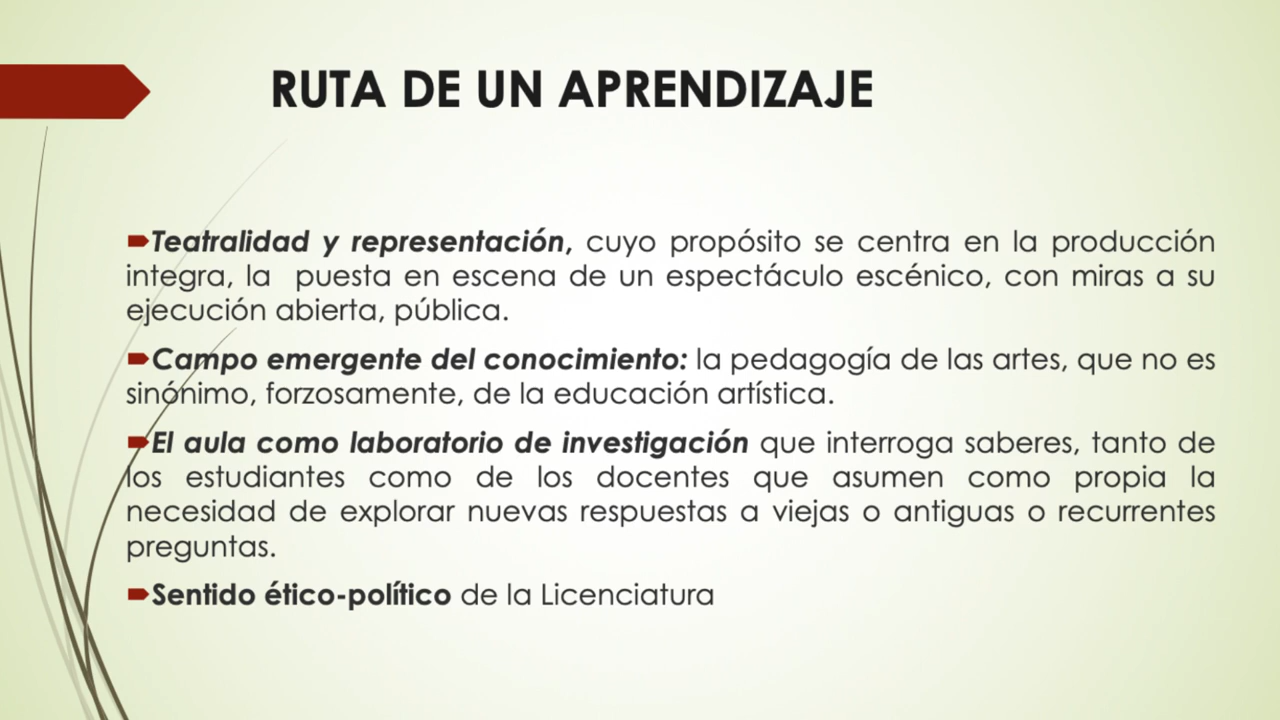 RUTA DE UN APRENDIZAJE
Teatralidad y representación, cuyo propósito se centra en la producción
integra, la puesta en escena de un espectáculo escénico, con miras a su
ejecución abierta, pública.
Campo emergente del conocimiento: la pedagogía de las artes, que no es
sinónimo, forzosamente, de la educación artística.
El aula como laboratorio de investigación que interroga saberes, tanto de
los estudiantes como de los docentes que asumen como propia la
necesidad de explorar nuevas respuestas a viejas o antiguas o recurrentes
preguntas.
Sentido ético-político de la Licenciatura